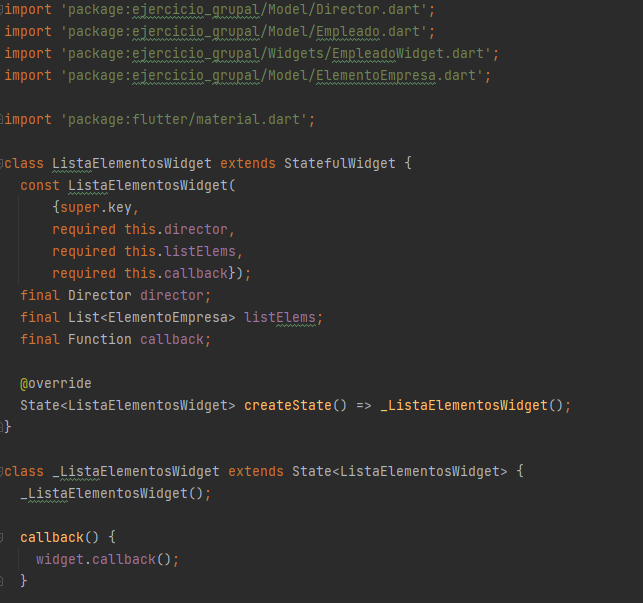 import 'package:ejercicio_grupal/Model/Director.dart';
import 'package:ejercicio_grupal/Model/Empleado.dart';
import 'package:ejercicio_grupal/Widgets/EmpleadoWidget.dart';
import 'package:ejercicio_grupal/Model/ElementoEmpresa.dart';

import 'package:flutter/material.dart';

class ListaElementosWidget extends StatefulWidget {
  const ListaElementosWidget(
      {super.key,
      required this.director,
      required this.listElems,
      required this.callback});
  final Director director;
  final List<ElementoEmpresa> listElems;
  final Function callback;

  @override
  State<ListaElementosWidget> createState() => _ListaElementosWidget();
}

class _ListaElementosWidget extends State<ListaElementosWidget> {
  _ListaElementosWidget();

  callback() {
    widget.callback();
  }